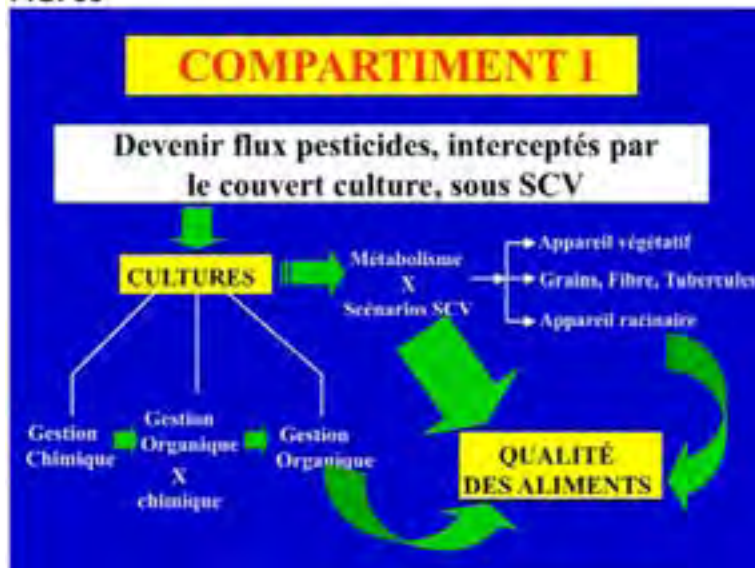 COMPARTIMENT 1
Devenir flux pesticides, interceptés par
le couvert culture, sous SCV
CULTURES
Métabolisme
X
Scénarios SCV
Appareil végétatif
Grains, Fibre, Tubercules
Appareil racinaire
Gestion
Chimique
Gestion
Organique
X
chimique
Gestion
Organique
QUALITÉ
DES ALIMENTS